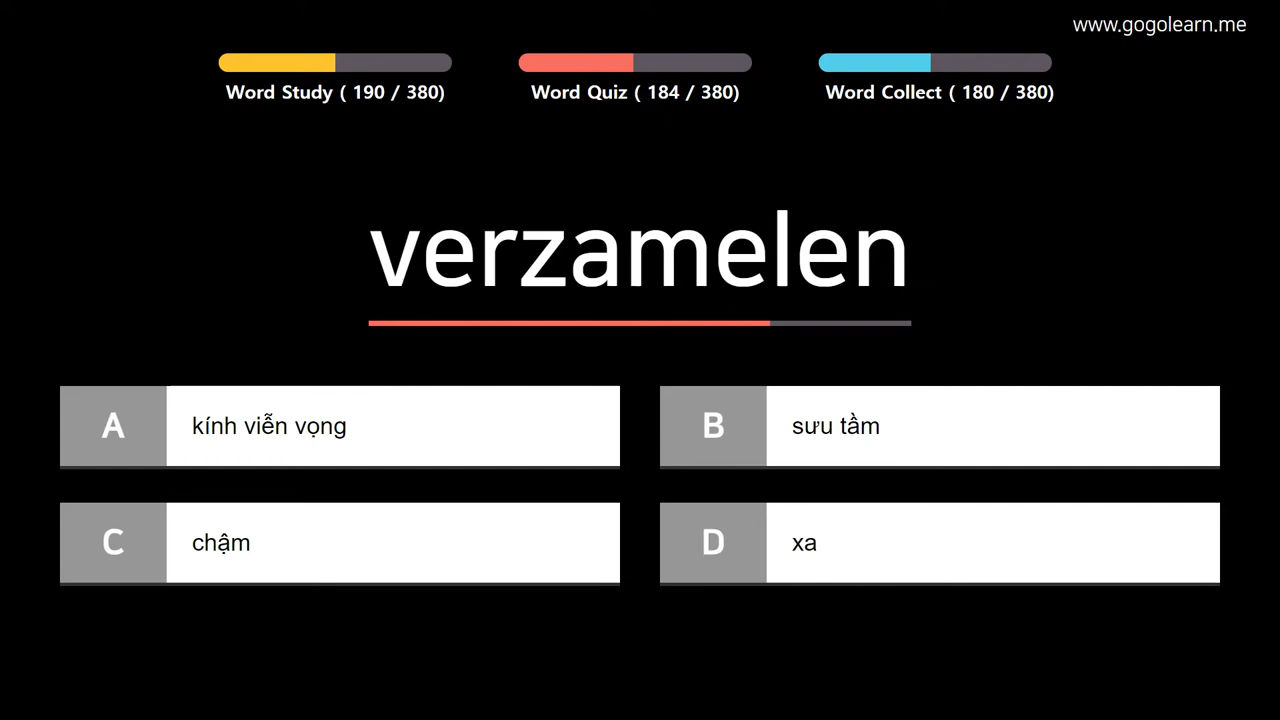 www.gogolearn.me
Word Study ( 190 / 380)
Word Quiz ( 184 / 380)
Word Collect ( 180 / 380)
verzamelen
A kính viễn vọng
B sưu tầm
C chậm
D xa